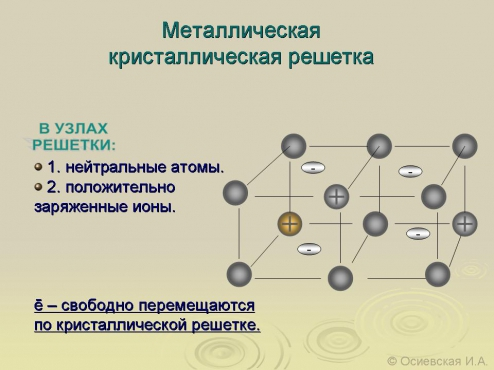 Металлическая
кристаллическая решетка
В УЗЛАХ
РЕШЕТКИ:
1. нейтральные атомы.
2. положительно
заряженные ионы.
ē – свободно перемещаются
по кристаллической решетке.
© Осиевская И.А.